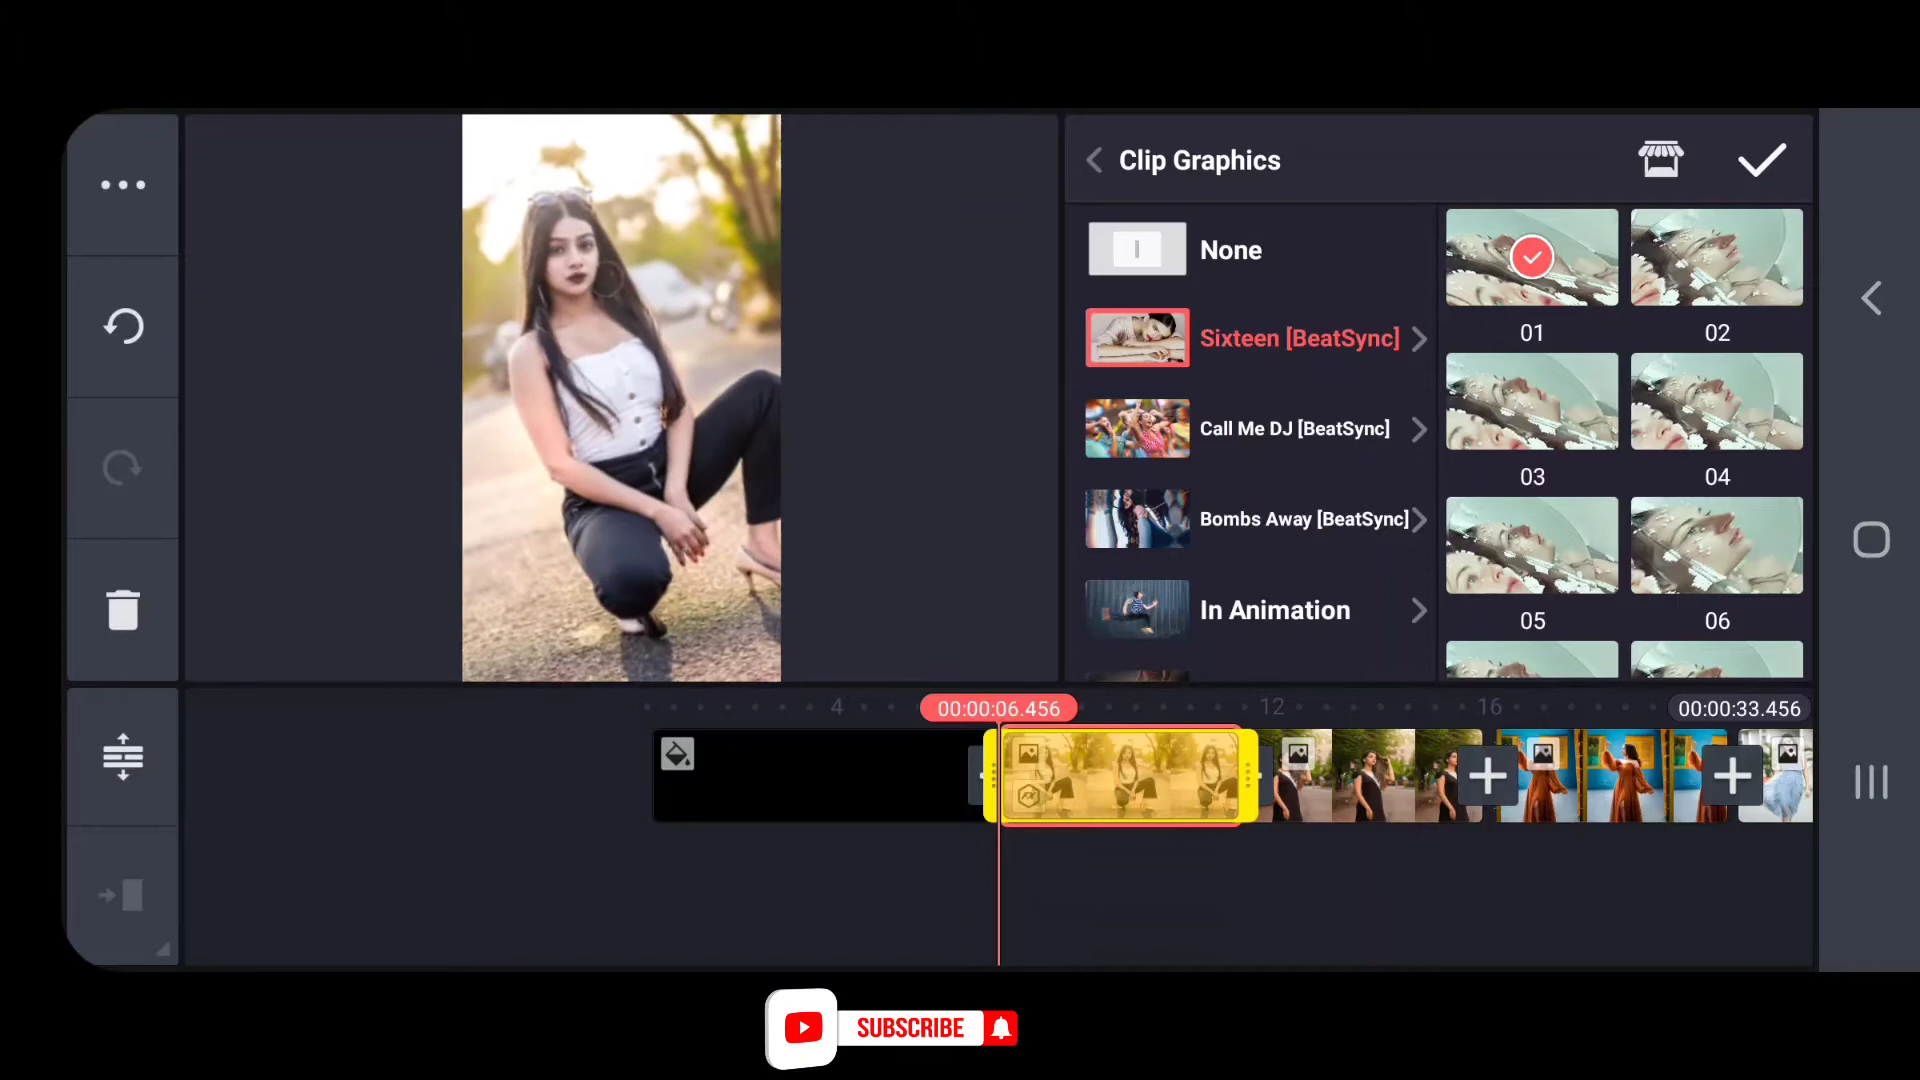 Clip Graphics
None
Sixteen [BeatSync]
Call Me DJ [BeatSync]
Bombs Away [BeatSync]
In Animation
01
02
03
04
05
06
4
00:00:06.456
12
16
00:00:33.456
FX
SUBSCRIBE